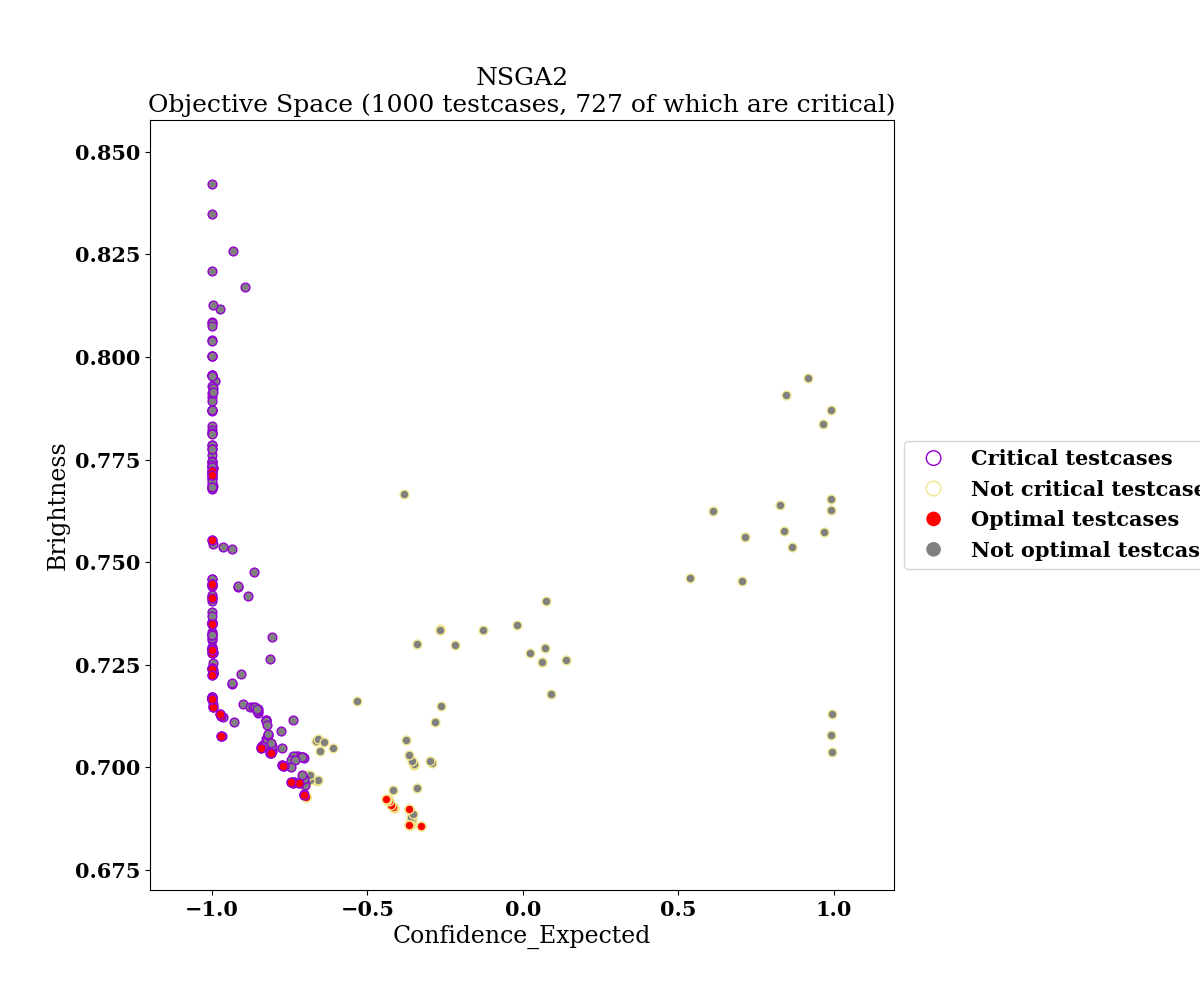 NSGA2
Objective Space (1000 testcases, 727 of which are critical)
0.850
0.825
0.800
0.775
0.750
0.725
0.700
0.675
Brightness
−1.0
−0.5
0.0
0.5
1.0
Confidence_Expected
Critical testcases
Not critical testcase
Optimal testcases
Not optimal testcas